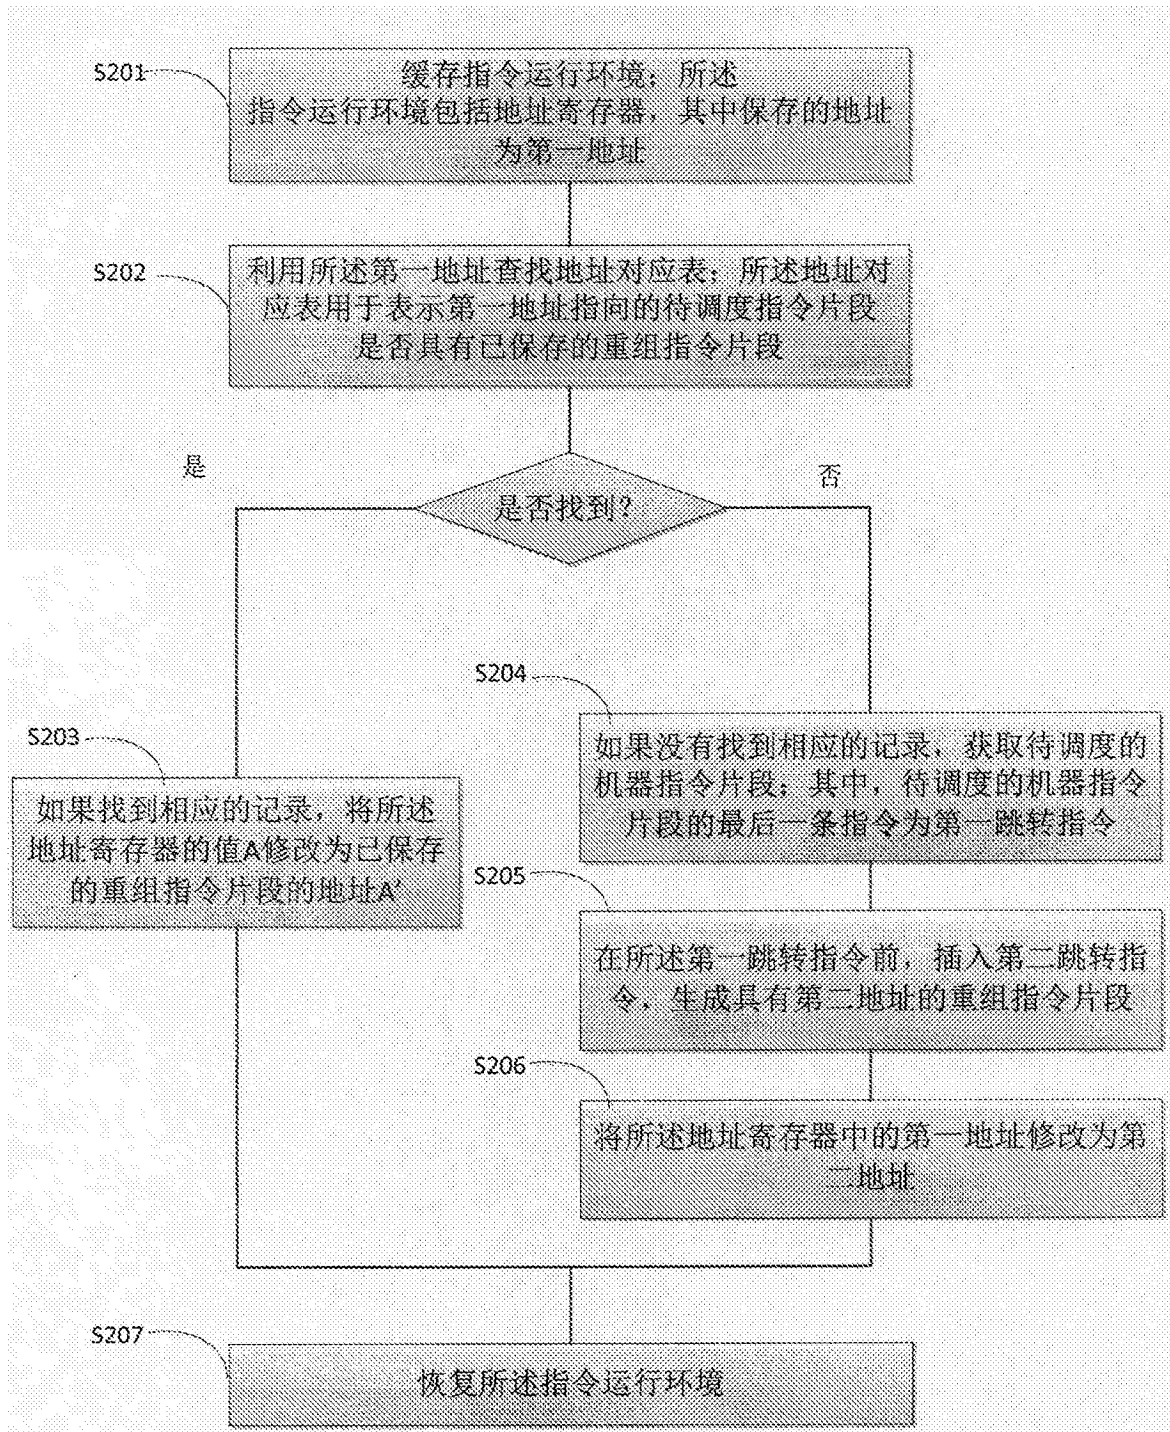 S201
缓存指令运行环境；所述
指令运行环境包括地址寄存器，其中保存的地址
为第一地址
S202
利用所述第一地址查找地址对应表；所述地址对
应表用于表示第一地址指向的待调度指令片段
是否具有已保存的重组指令片段
是
否
是否找到？
S203
如果找到相应的记录，将所述
地址寄存器的值A修改为已保存
的重组指令片段的地址A'
S204
如果没有找到相应的记录，获取待调度的
机器指令片段；其中，待调度的机器指令
片段的最后一条指令为第一跳转指令
S205
在所述第一跳转指令前，插入第二跳转指
令，生成具有第二地址的重组指令片段
S206
将所述地址寄存器中的第一地址修改为第
二地址
S207
恢复所述指令运行环境